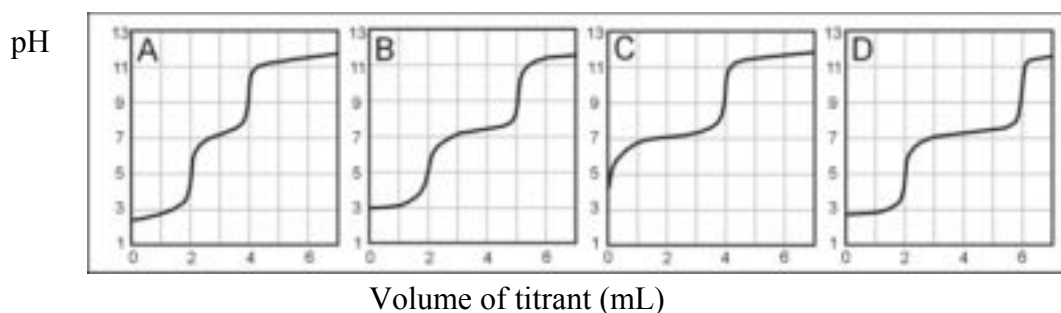 pH
A B C D
13 13 13 13
11 11 11 11
9 9 9 9
7 7 7 7
5 5 5 5
3 3 3 3
1 1 1 1
0 2 4 6 0 2 4 6 0 2 4 6 0 2 4 6
Volume of titrant (mL)